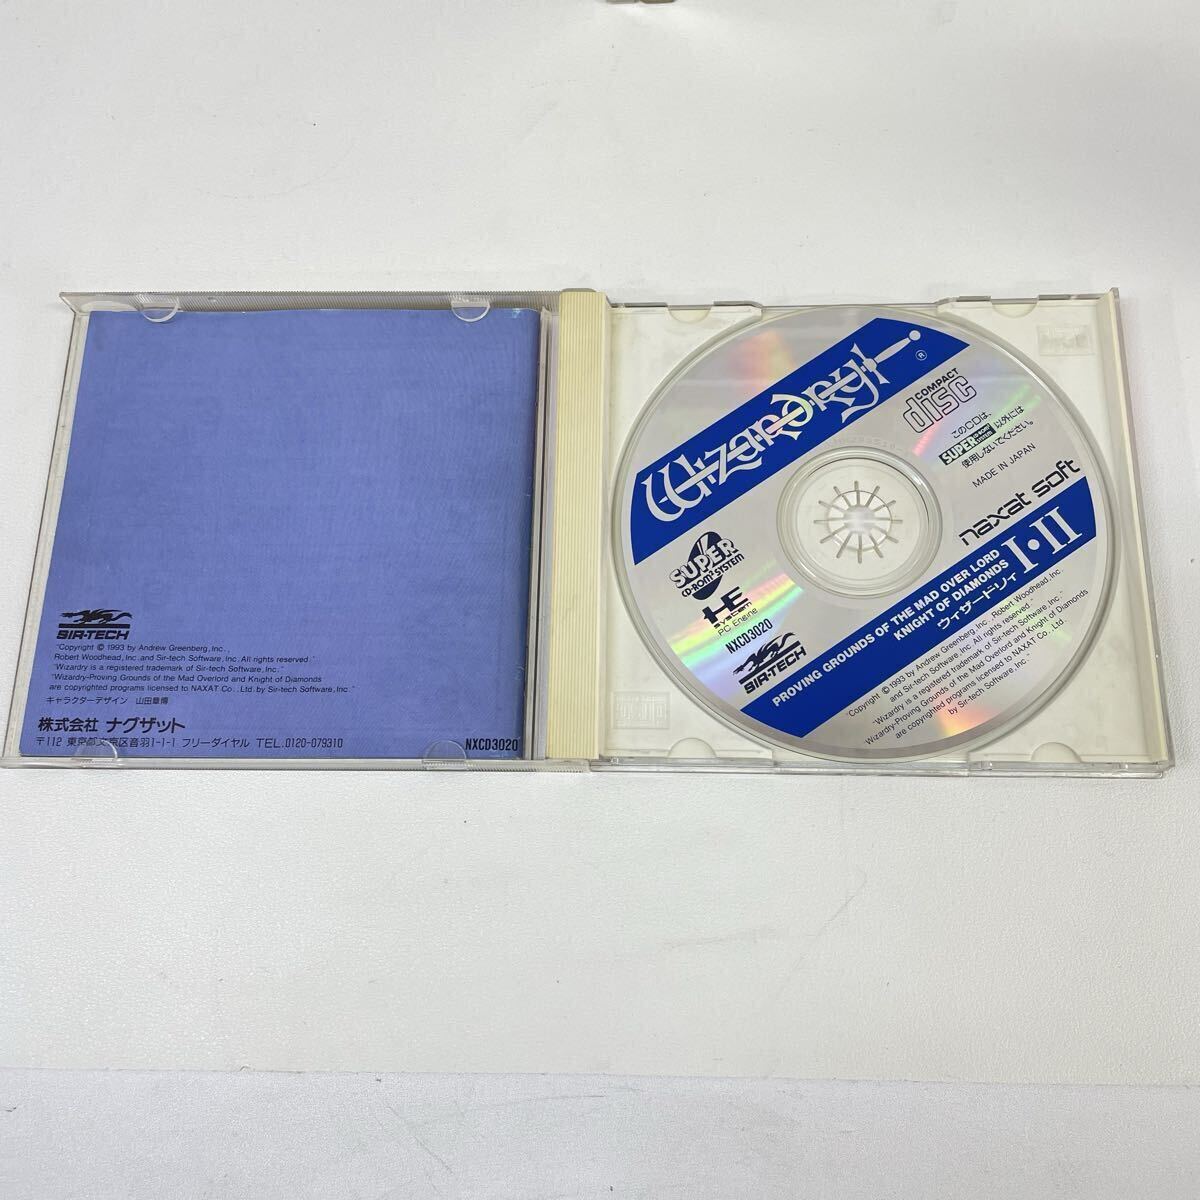 SIR-TECH
"Copyright © 1993 by Andrew Greenberg, Inc.,
Robert Woodhead, Inc. and Sir-tech Software, Inc. All rights reserved."
"Wizardry is a registered trademark of Sir-tech Software, Inc."
"Wizardry-Proving Grounds of the Mad Overlord and Knight of Diamonds
are copyrighted programs licensed to NAXAT Co., Ltd. by Sir-tech Software, Inc."
キャラクターデザイン 山田章博
株式会社 ナグザット
〒112 東京都文京区音羽1-1-1 フリーダイヤル TEL.0120-079310
NXCD3020
Wizardry
®
COMPACT
disc
このCDは、
SUPER CD-ROM² SYSTEM 以外には
使用しないでください。
MADE IN JAPAN
naxat soft
SUPER
CD-ROM² SYSTEM
HE
system
PC Engine
NXCD3020
SIR-TECH
I・II
PROVING GROUNDS OF THE MAD OVER LORD
KNIGHT OF DIAMONDS
ウィザードリィ
"Copyright © 1993 by Andrew Greenberg, Inc., Robert Woodhead, Inc.
and Sir-tech Software, Inc. All rights reserved."
"Wizardry is a registered trademark of Sir-tech Software, Inc."
"Wizardry-Proving Grounds of the Mad Overlord and Knight of Diamonds
are copyrighted programs licensed to NAXAT Co., Ltd.
by Sir-tech Software, Inc."